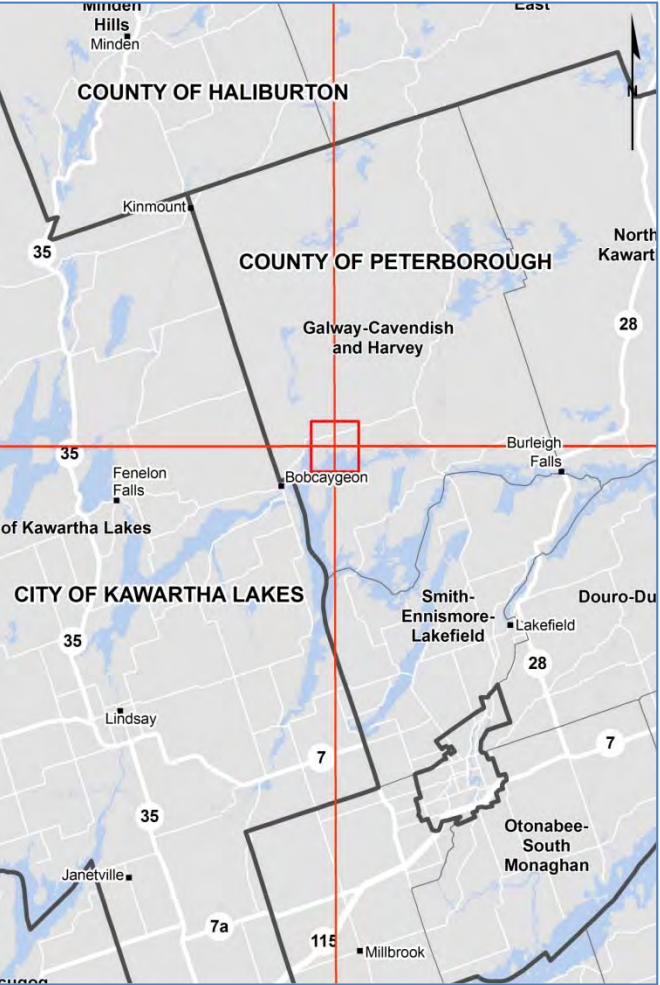 Minden
Hills
Minden
East
COUNTY OF HALIBURTON
N
Kinmount
35
COUNTY OF PETERBOROUGH
North
Kawart
Galway-Cavendish
and Harvey
28
35
Burleigh
Falls
Fenelon
Falls
Bobcaygeon
of Kawartha Lakes
CITY OF KAWARTHA LAKES
Smith-
Ennismore-
Lakefield
Douro-Du
Lakefield
35
28
Lindsay
7
7
35
Otonabee-
South
Monaghan
Janetville
7a
115
Millbrook
cugog